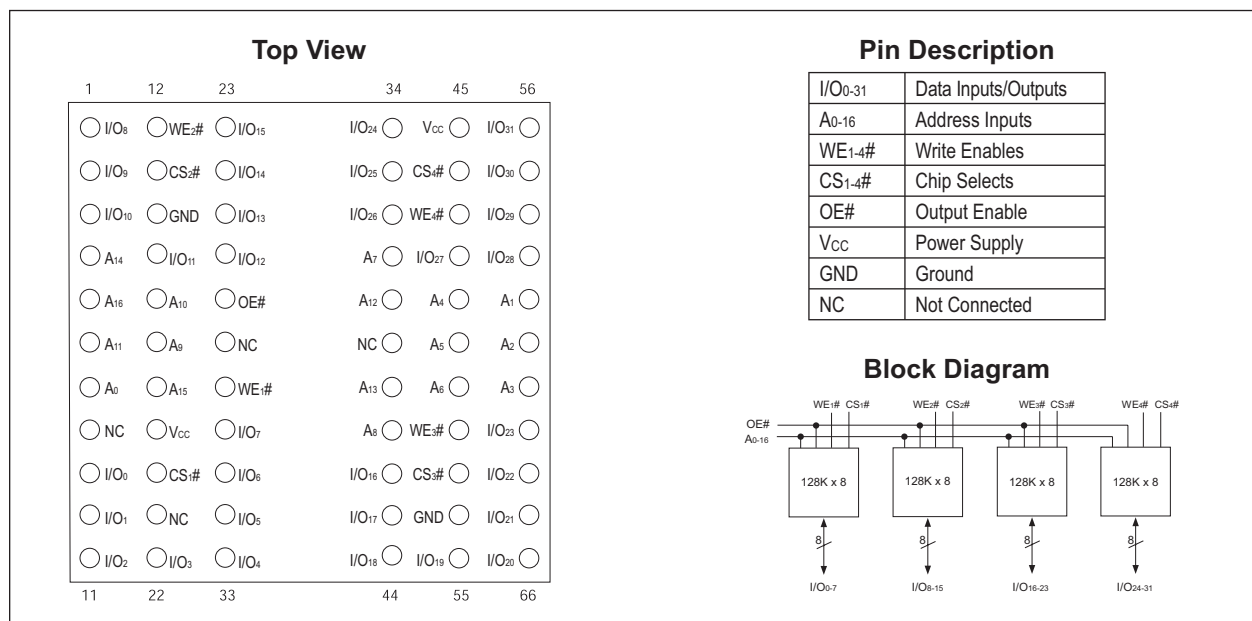 Top View
1 12 23 34 45 56
I/O8 WE2# I/O15 I/O24 VCC I/O31
I/O9 CS2# I/O14 I/O25 CS4# I/O30
I/O10 GND I/O13 I/O26 WE4# I/O29
A14 I/O11 I/O12 A7 I/O27 I/O28
A16 A10 OE# A12 A4 A1
A11 A9 NC NC A5 A2
A0 A15 WE1# A13 A6 A3
NC VCC I/O7 A8 WE3# I/O23
I/O0 CS1# I/O6 I/O16 CS3# I/O22
I/O1 NC I/O5 I/O17 GND I/O21
I/O2 I/O3 I/O4 I/O18 I/O19 I/O20
11 22 33 44 55 66
Pin Description
I/O0-31 Data Inputs/Outputs
A0-16 Address Inputs
WE1-4# Write Enables
CS1-4# Chip Selects
OE# Output Enable
VCC Power Supply
GND Ground
NC Not Connected
Block Diagram
WE1# CS1# WE2# CS2# WE3# CS3# WE4# CS4#
OE#
A0-16
128K x 8 128K x 8 128K x 8 128K x 8
8 8 8 8
I/O0-7 I/O8-15 I/O16-23 I/O24-31